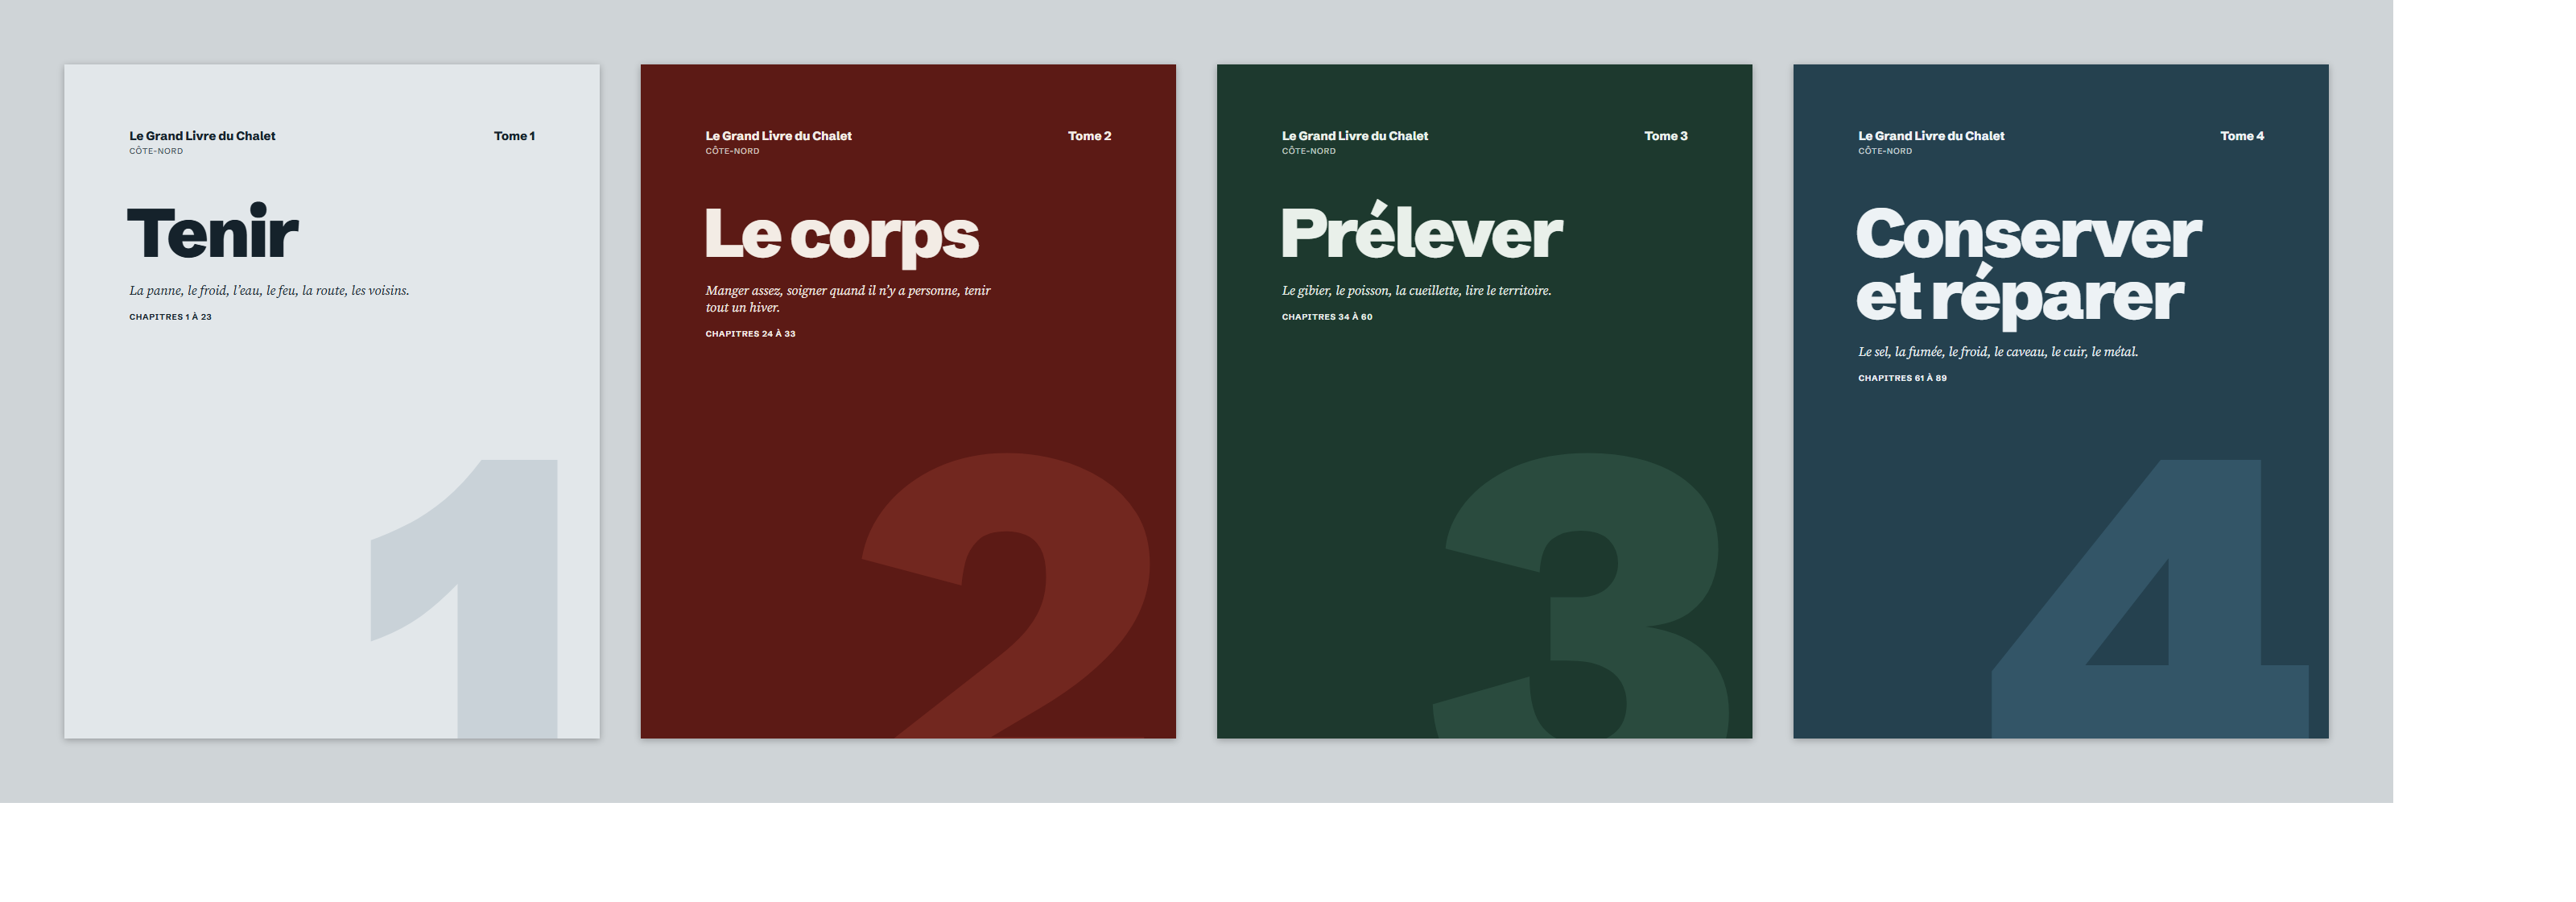 Le Grand Livre du Chalet
CÔTE-NORD
Tome 1
Tenir
La panne, le froid, l’eau, le feu, la route, les voisins.
CHAPITRES 1 À 23
1
Le Grand Livre du Chalet
CÔTE-NORD
Tome 2
Le corps
Manger assez, soigner quand il n’y a personne, tenir
tout un hiver.
CHAPITRES 24 À 33
2
Le Grand Livre du Chalet
CÔTE-NORD
Tome 3
Prélever
Le gibier, le poisson, la cueillette, lire le territoire.
CHAPITRES 34 À 60
3
Le Grand Livre du Chalet
CÔTE-NORD
Tome 4
Conserver
et réparer
Le sel, la fumée, le froid, le caveau, le cuir, le métal.
CHAPITRES 61 À 89
4